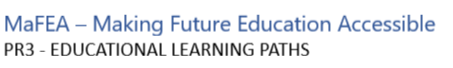 MaFEA – Making Future Education Accessible
PR3 - EDUCATIONAL LEARNING PATHS